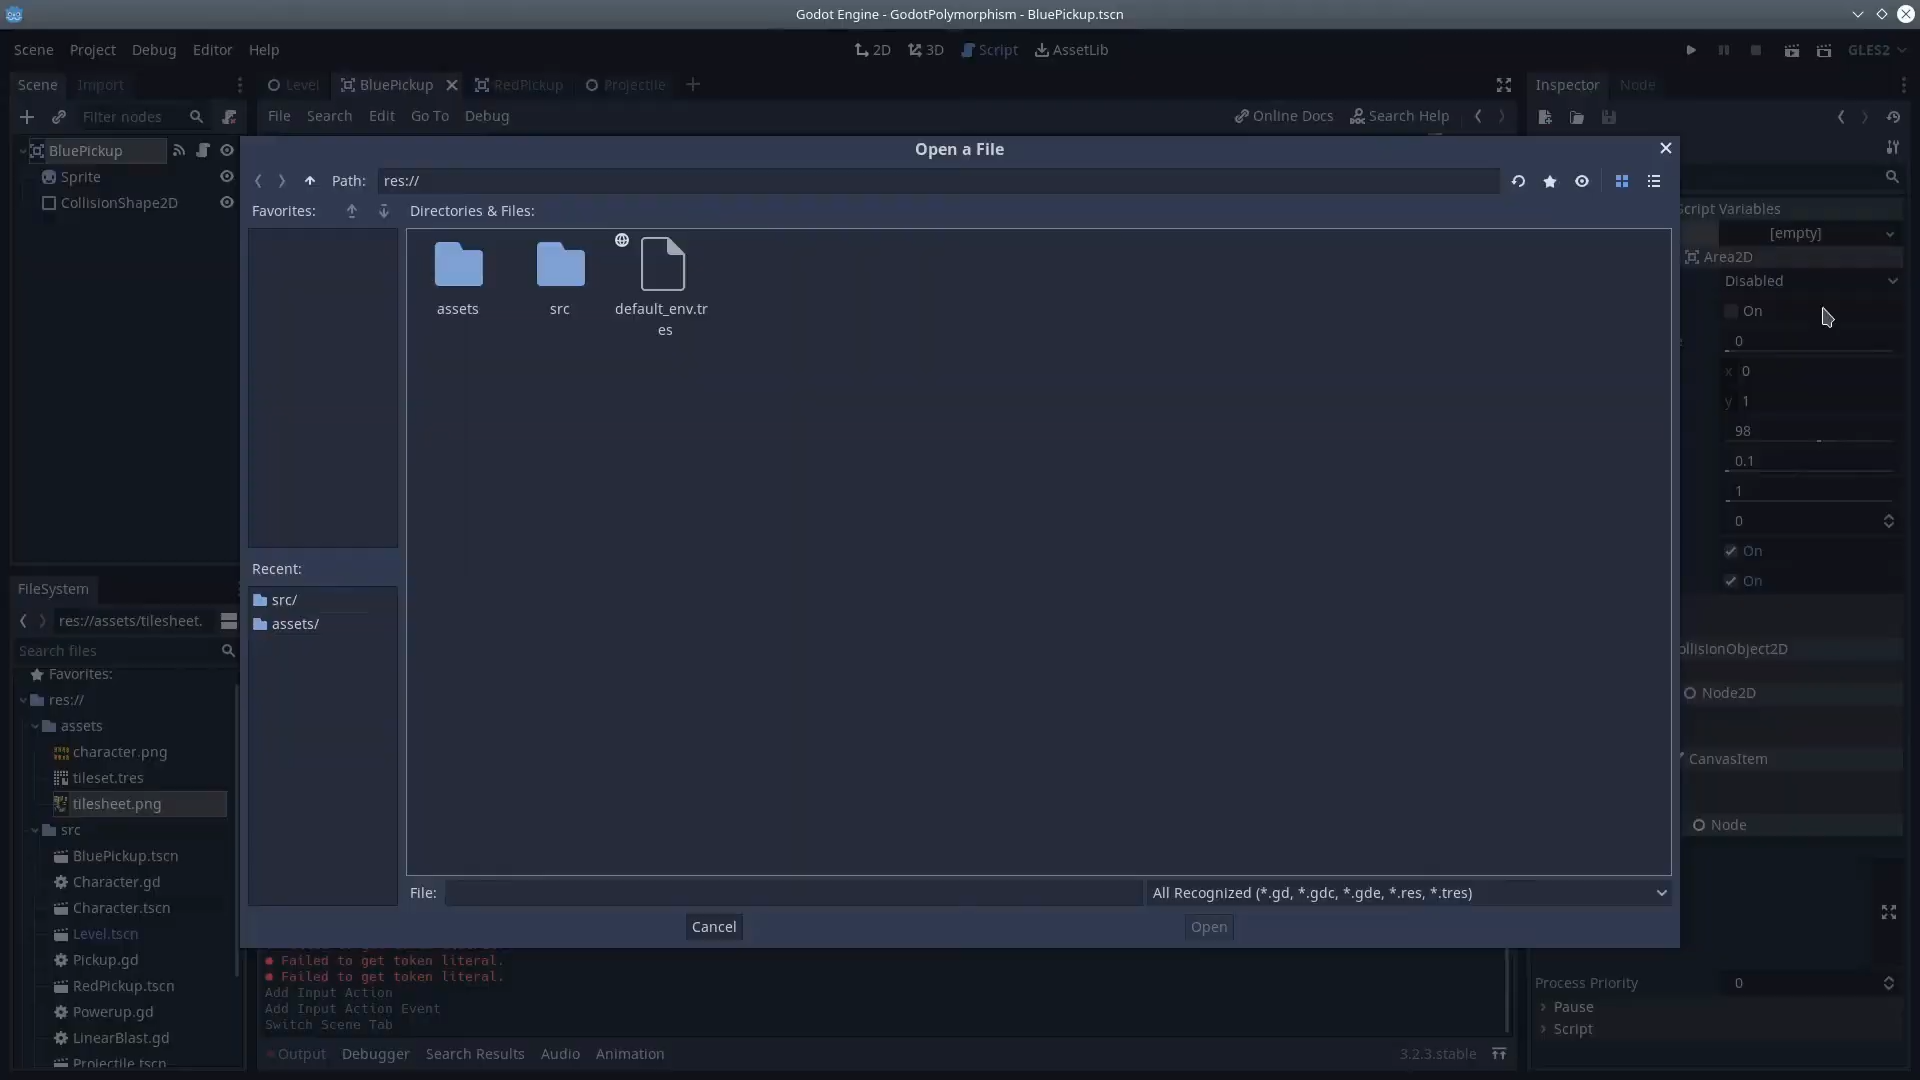 Godot Engine - GodotPolymorphism - BluePickup.tscn
Scene Project Debug Editor Help
2D 3D Script AssetLib
GLES2
Scene Import
Level BluePickup RedPickup Projectile
Inspector Node
Filter nodes
File Search Edit Go To Debug
Online Docs Search Help
BluePickup
Sprite
CollisionShape2D
Open a File
Path: res://
Favorites:
Directories & Files:
assets
src
default_env.tr
es
Recent:
src/
assets/
File:
All Recognized (*.gd, *.gdc, *.gde, *.res, *.tres)
Cancel
Open
Script Variables
[empty]
Area2D
Disabled
On
0
x 0
y 1
98
0.1
1
0
On
On
ollisionObject2D
Node2D
CanvasItem
Node
Process Priority 0
Pause
Script
FileSystem
res://assets/tilesheet.
Search files
Favorites:
res://
assets
character.png
tileset.tres
tilesheet.png
src
BluePickup.tscn
Character.gd
Character.tscn
Level.tscn
Pickup.gd
RedPickup.tscn
Powerup.gd
LinearBlast.gd
Projectile.tscn
Failed to get token literal.
Failed to get token literal.
Add Input Action
Add Input Action Event
Switch Scene Tab
Output Debugger Search Results Audio Animation
3.2.3.stable